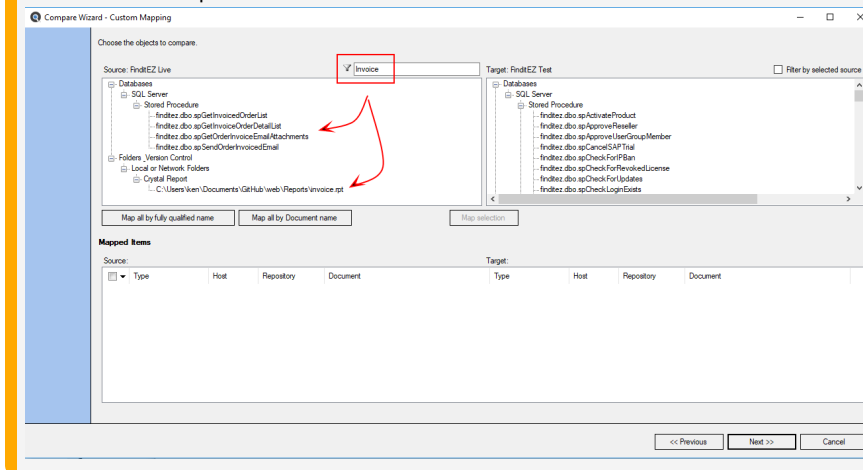 Compare Wizard - Custom Mapping
Choose the objects to compare.
Source: FinditEZ Live
Invoice
Target: FinditEZ Test
Filter by selected source
Databases
SQL Server
Stored Procedure
finditez.dbo.spGetInvoicedOrderList
finditez.dbo.spGetInvoiceOrderDetailList
finditez.dbo.spGetOrderInvoiceEmailAttachments
finditez.dbo.spSendOrderInvoicedEmail
Folders _Version Control
Local or Network Folders
Crystal Report
C:\Users\ken\Documents\GitHub\web\Reports\invoice.rpt
Databases
SQL Server
Stored Procedure
finditez.dbo.spActivateProduct
finditez.dbo.spApproveReseller
finditez.dbo.spApproveUserGroupMember
finditez.dbo.spCancelSAPTrial
finditez.dbo.spCheckForIPBan
finditez.dbo.spCheckForRevokedLicense
finditez.dbo.spCheckForUpdates
finditez.dbo.spCheckLoginExists
Map all by fully qualified name
Map all by Document name
Map selection
Mapped Items
Source:
Target:
Type Host Repository Document
Type Host Repository Document
<< Previous
Next >>
Cancel